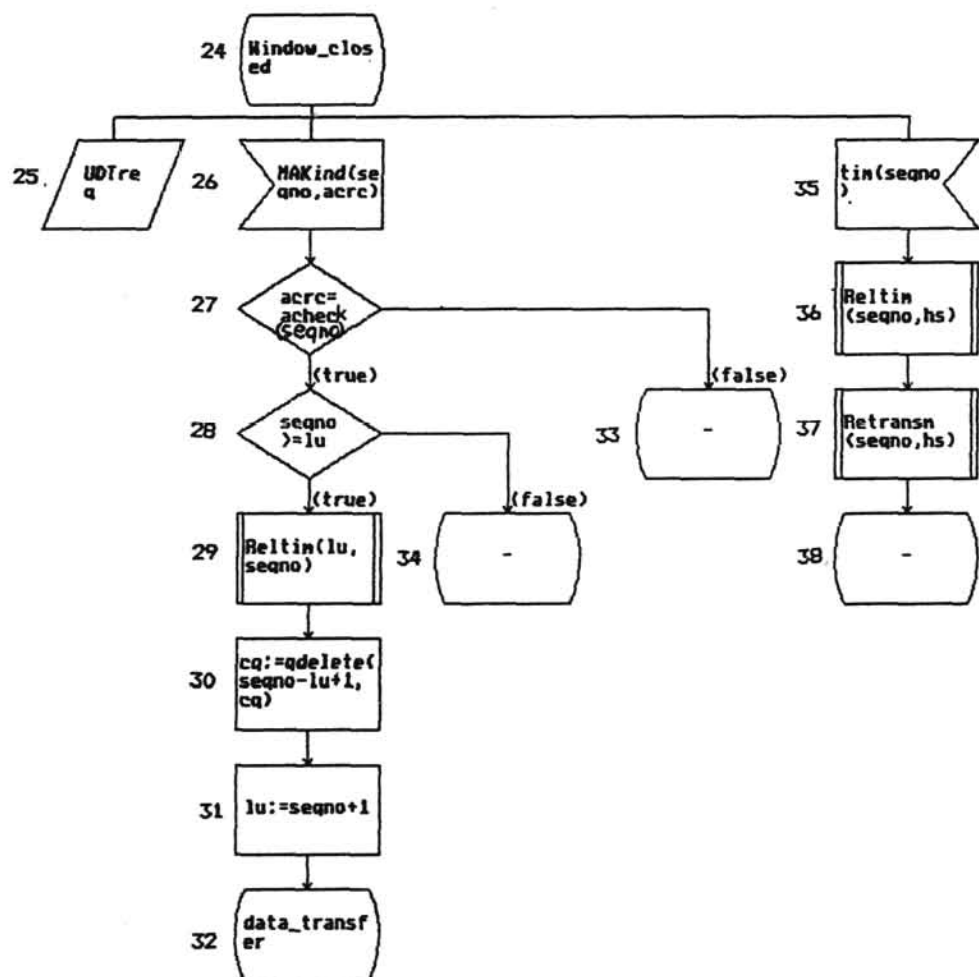 24
Window_clos
ed
25
UDTre
q
26
MAKind(se
qno,acrc)
35
tim(seqno
)
27
acrc=
acheck
(seqno)
36
Reltim
(seqno,hs)
(true)
(false)
28
seqno
>=lu
33
-
37
Retransm
(seqno,hs)
(true)
(false)
29
Reltim(lu,
seqno)
34
-
38
-
30
cq:=qdelete(
seqno-lu+1,
cq)
31
lu:=seqno+1
32
data_transf
er